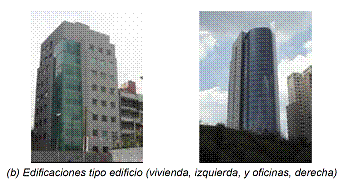 (b) Edificaciones tipo edificio (vivienda, izquierda, y oficinas, derecha)